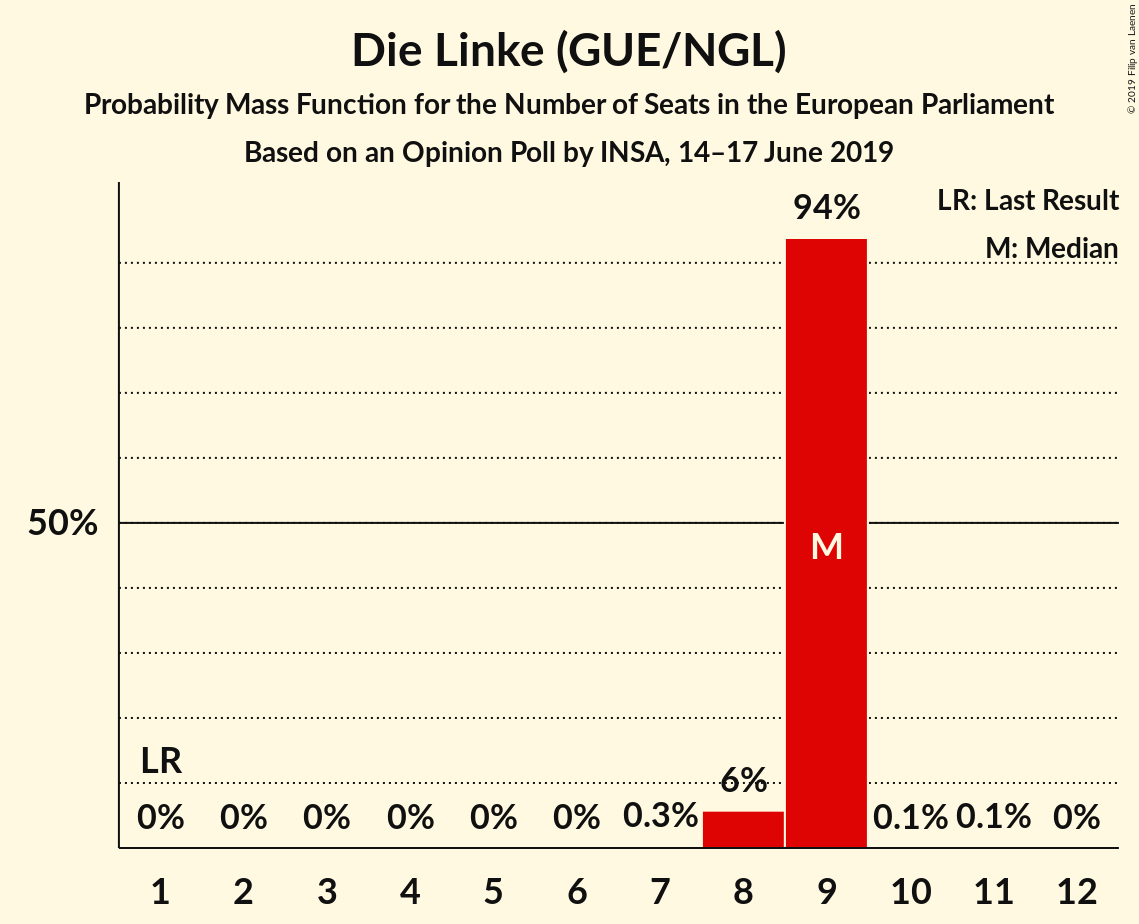 Die Linke (GUE/NGL)
Probability Mass Function for the Number of Seats in the European Parliament
Based on an Opinion Poll by INSA, 14–17 June 2019
© 2019 Filip van Laenen
LR: Last Result
M: Median
94%
50%
M
LR
6%
0% 0% 0% 0% 0% 0% 0.3% 0.1% 0.1% 0%
1 2 3 4 5 6 7 8 9 10 11 12